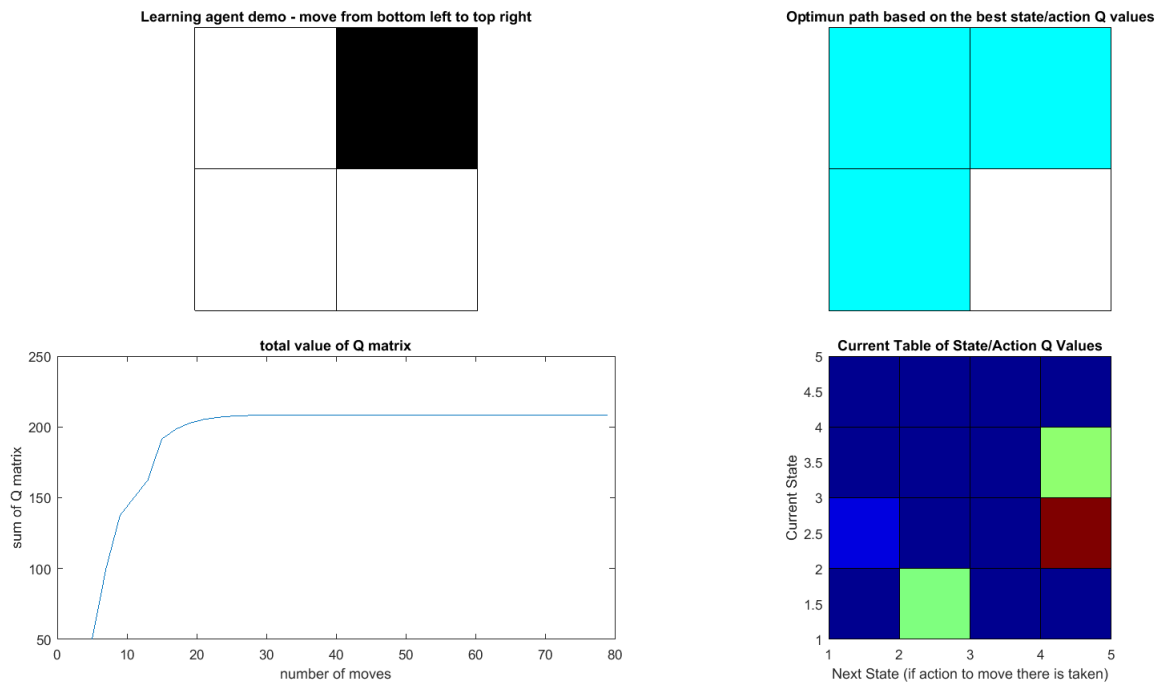 Learning agent demo - move from bottom left to top right
Optimun path based on the best state/action Q values
total value of Q matrix
250
200
150
100
50
0 10 20 30 40 50 60 70 80
number of moves
sum of Q matrix
Current Table of State/Action Q Values
5
4.5
4
3.5
3
2.5
2
1.5
1
1 2 3 4 5
Next State (if action to move there is taken)
Current State